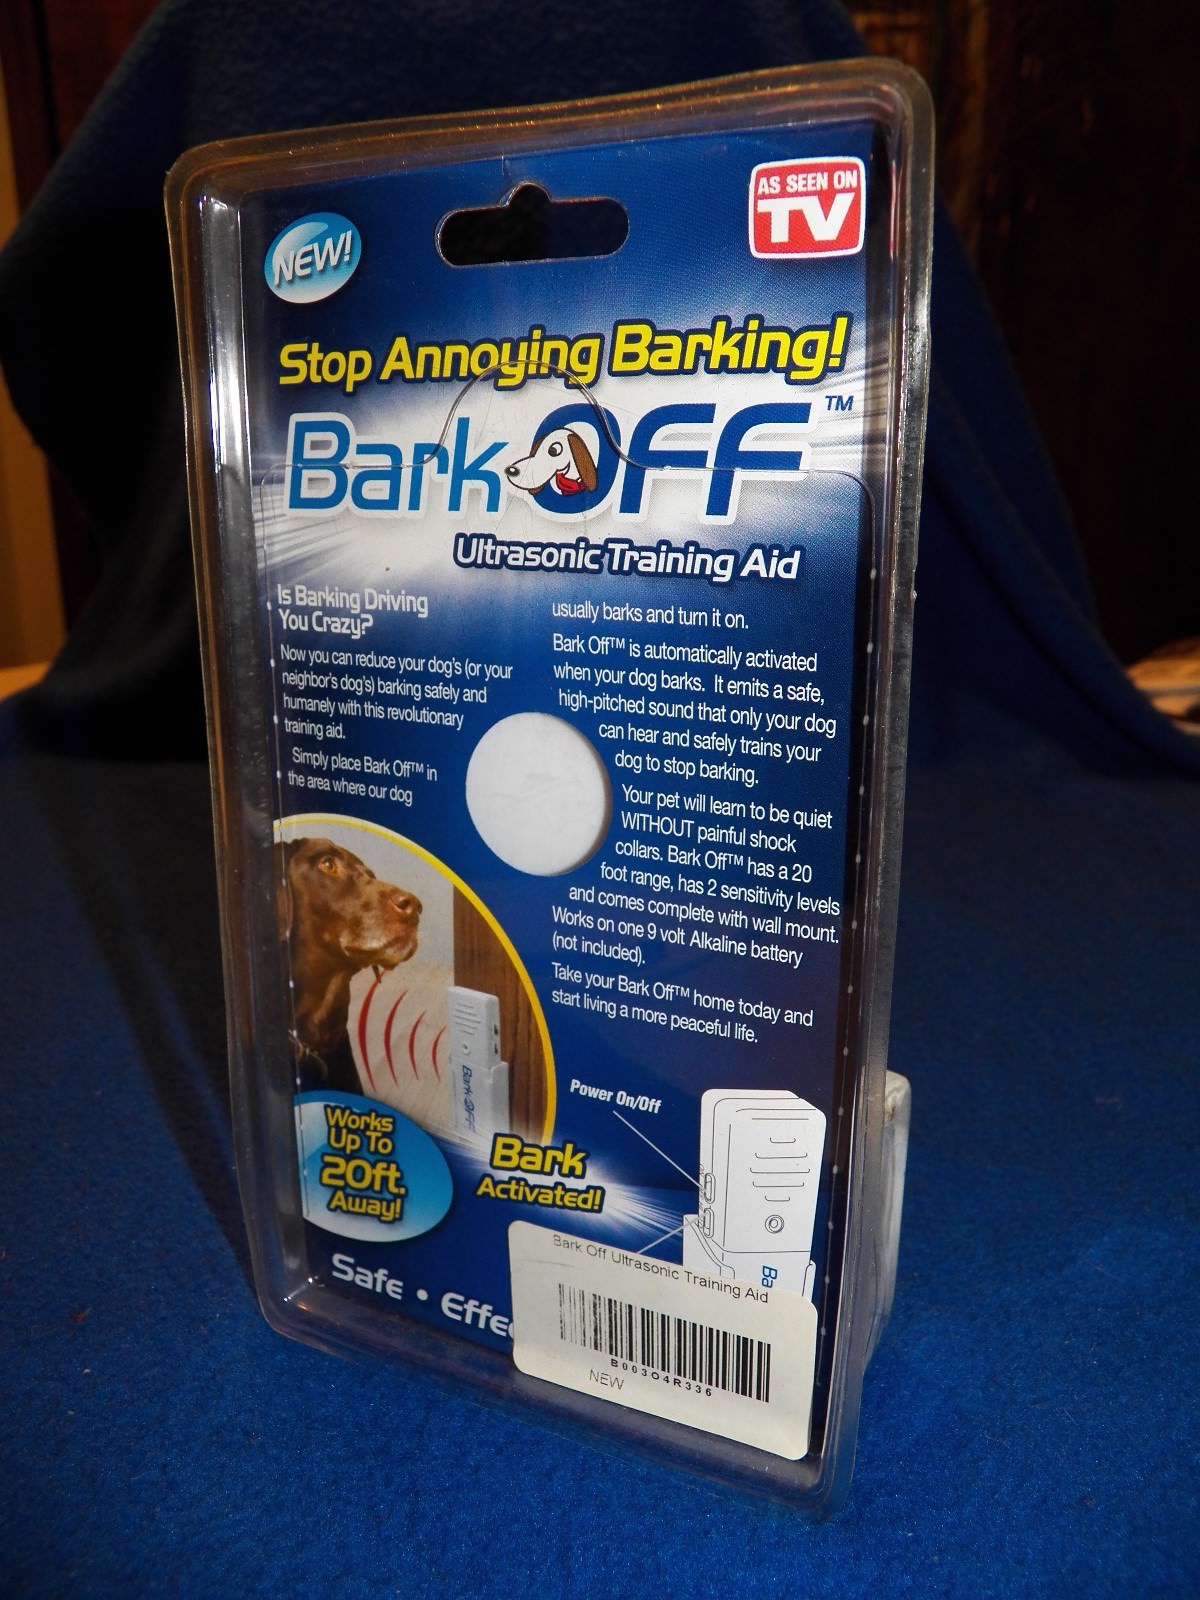 NEW!
AS SEEN ON
TV
Stop Annoying Barking!
Bark Off™
Ultrasonic Training Aid
Is Barking Driving
You Crazy?
Now you can reduce your dog's (or your
neighbor's dog's) barking safely and
humanely with this revolutionary
training aid.
Simply place Bark Off™ in
the area where our dog
usually barks and turn it on.
Bark Off™ is automatically activated
when your dog barks. It emits a safe,
high-pitched sound that only your dog
can hear and safely trains your
dog to stop barking.
Your pet will learn to be quiet
WITHOUT painful shock
collars. Bark Off™ has a 20
foot range, has 2 sensitivity levels
and comes complete with wall mount.
Works on one 9 volt Alkaline battery
(not included).
Take your Bark Off™ home today and
start living a more peaceful life.
Bark Off
Works
Up To
20ft.
Away!
Bark
Activated!
Power On/Off
Ba
Safe •
Bark Off Ultrasonic Training Aid
B003O4R336
NEW